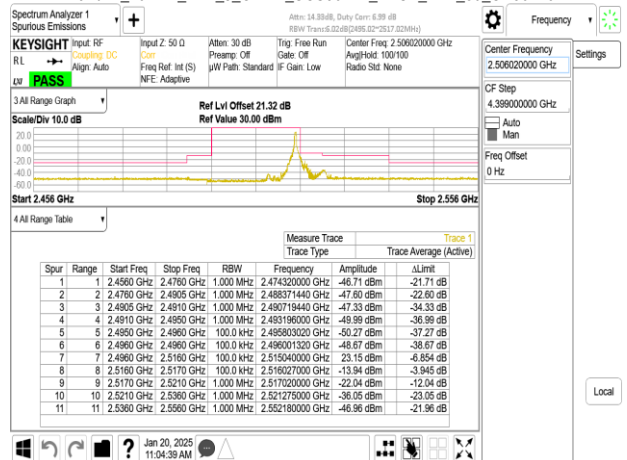 Spectrum Analyzer 1
Spurious Emissions
Attn: 14.88dB, Duty Corr: 6.99 dB
RBW Trans:6.02dB(2495.02~2517.02MHz)
Frequency
KEYSIGHT
RL
LXI PASS
Input: RF
Coupling: DC
Align: Auto
Input Z: 50 Ω
Corr
Freq Ref: Int (S)
NFE: Adaptive
Atten: 30 dB
Preamp: Off
µW Path: Standard
Trig: Free Run
Gate: Off
IF Gain: Low
Center Freq: 2.506020000 GHz
Avg|Hold: 100/100
Radio Std: None
3 All Range Graph
Scale/Div 10.0 dB
Ref Lvl Offset 21.32 dB
Ref Value 30.00 dBm
20.0
0.00
-20.0
-40.0
-60.0
Start 2.456 GHz
Stop 2.556 GHz
4 All Range Table
Measure Trace Trace 1
Trace Type Trace Average (Active)
Spur Range Start Freq Stop Freq RBW Frequency Amplitude ∆Limit
1 1 2.4560 GHz 2.4760 GHz 1.000 MHz 2.474320000 GHz -46.71 dBm -21.71 dB
2 2 2.4760 GHz 2.4905 GHz 1.000 MHz 2.488371440 GHz -47.60 dBm -22.60 dB
3 3 2.4905 GHz 2.4910 GHz 1.000 MHz 2.490719440 GHz -47.33 dBm -34.33 dB
4 4 2.4910 GHz 2.4950 GHz 1.000 MHz 2.493196000 GHz -49.99 dBm -36.99 dB
5 5 2.4950 GHz 2.4960 GHz 100.0 kHz 2.495803020 GHz -50.27 dBm -37.27 dB
6 6 2.4960 GHz 2.4960 GHz 100.0 kHz 2.496001320 GHz -48.67 dBm -38.67 dB
7 7 2.4960 GHz 2.5160 GHz 100.0 kHz 2.515040000 GHz 23.15 dBm -6.854 dB
8 8 2.5160 GHz 2.5170 GHz 100.0 kHz 2.516027000 GHz -13.94 dBm -3.945 dB
9 9 2.5170 GHz 2.5210 GHz 1.000 MHz 2.517020000 GHz -22.04 dBm -12.04 dB
10 10 2.5210 GHz 2.5360 GHz 1.000 MHz 2.521275000 GHz -36.05 dBm -23.05 dB
11 11 2.5360 GHz 2.5560 GHz 1.000 MHz 2.552180000 GHz -46.96 dBm -21.96 dB
Center Frequency
2.506020000 GHz
Settings
CF Step
4.399000000 GHz
Auto
Man
Freq Offset
0 Hz
Local
?
Jan 20, 2025
11:04:39 AM